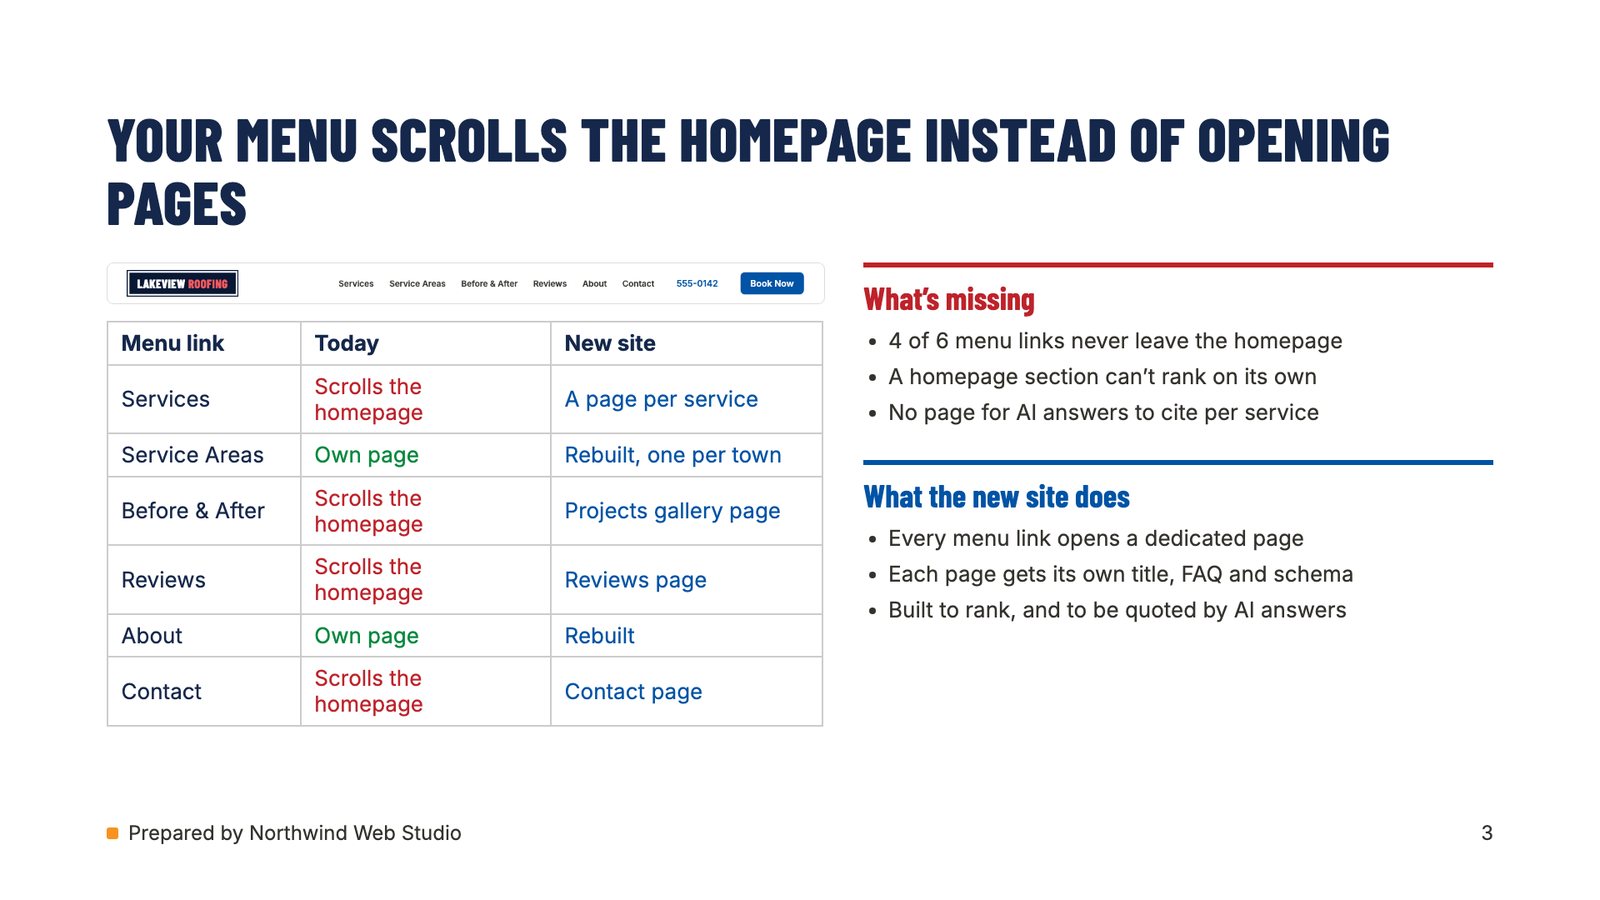 YOUR MENU SCROLLS THE HOMEPAGE INSTEAD OF OPENING
PAGES
LAKEVIEW ROOFING
Services Service Areas Before & After Reviews About Contact 555-0142 Book Now
Menu link Today New site
Services Scrolls the
homepage A page per service
Service Areas Own page Rebuilt, one per town
Before & After Scrolls the
homepage Projects gallery page
Reviews Scrolls the
homepage Reviews page
About Own page Rebuilt
Contact Scrolls the
homepage Contact page
What’s missing
• 4 of 6 menu links never leave the homepage
• A homepage section can’t rank on its own
• No page for AI answers to cite per service
What the new site does
• Every menu link opens a dedicated page
• Each page gets its own title, FAQ and schema
• Built to rank, and to be quoted by AI answers
Prepared by Northwind Web Studio
3